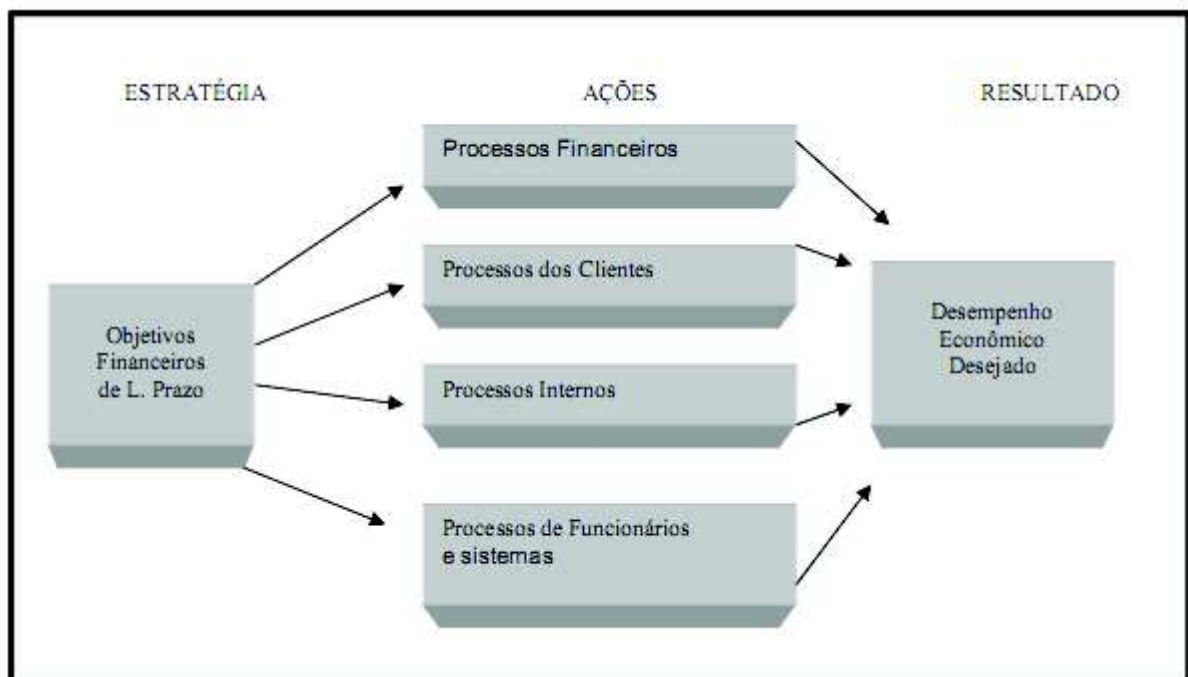 ESTRATÉGIA
AÇÕES
RESULTADO
Processos Financeiros
Processos dos Clientes
Objetivos
Financeiros
de L. Prazo
Desempenho
Econômico
Desejado
Processos Internos
Processos de Funcionários
e sistemas